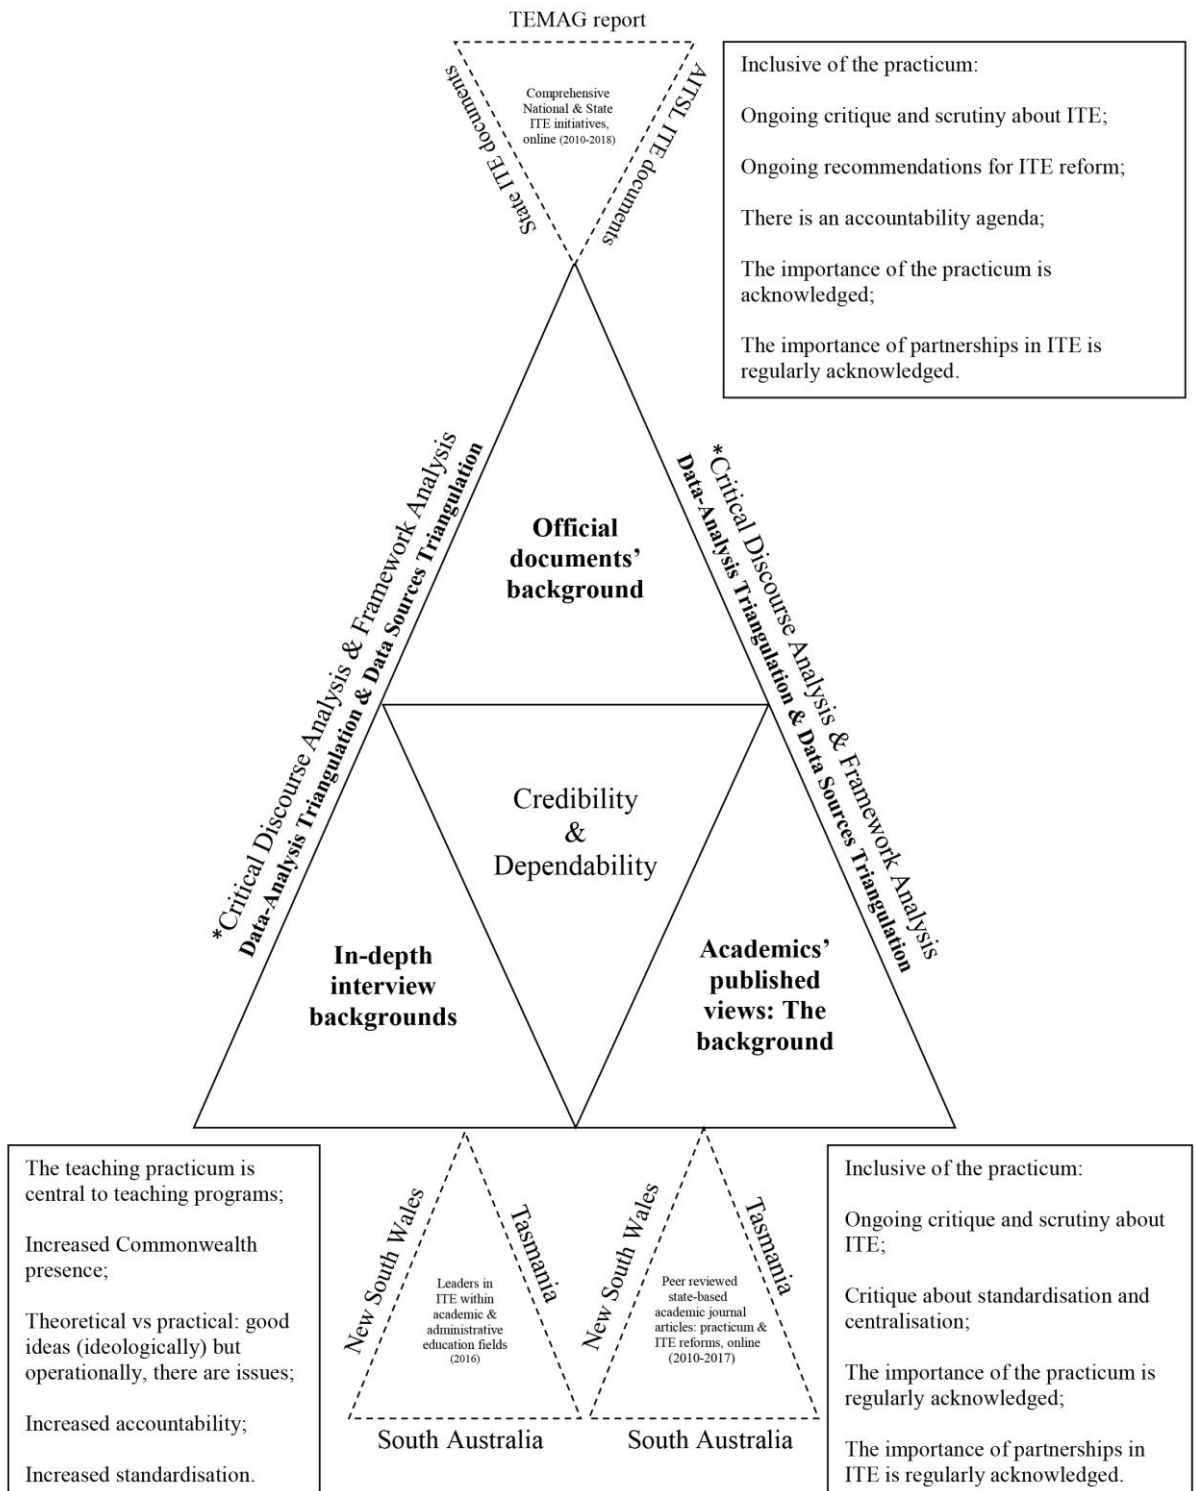 TEMAG report
State ITE documents
AITSL ITE documents
Comprehensive
National & State
ITE initiatives,
online (2010-2018)
Inclusive of the practicum:
Ongoing critique and scrutiny about ITE;
Ongoing recommendations for ITE reform;
There is an accountability agenda;
The importance of the practicum is
acknowledged;
The importance of partnerships in ITE is
regularly acknowledged.
*Critical Discourse Analysis & Framework Analysis
Data-Analysis Triangulation & Data Sources Triangulation
*Critical Discourse Analysis & Framework Analysis
Data-Analysis Triangulation & Data Sources Triangulation
Official
documents’
background
Credibility
&
Dependability
In-depth
interview
backgrounds
Academics’
published
views: The
background
The teaching practicum is
central to teaching programs;
Increased Commonwealth
presence;
Theoretical vs practical: good
ideas (ideologically) but
operationally, there are issues;
Increased accountability;
Increased standardisation.
New South Wales
Tasmania
Leaders in
ITE within
academic &
administrative
education fields
(2016)
South Australia
New South Wales
Tasmania
Peer reviewed
state-based
academic journal
articles: practicum &
ITE reforms, online
(2010-2017)
South Australia
Inclusive of the practicum:
Ongoing critique and scrutiny about
ITE;
Critique about standardisation and
centralisation;
The importance of the practicum is
regularly acknowledged;
The importance of partnerships in
ITE is regularly acknowledged.